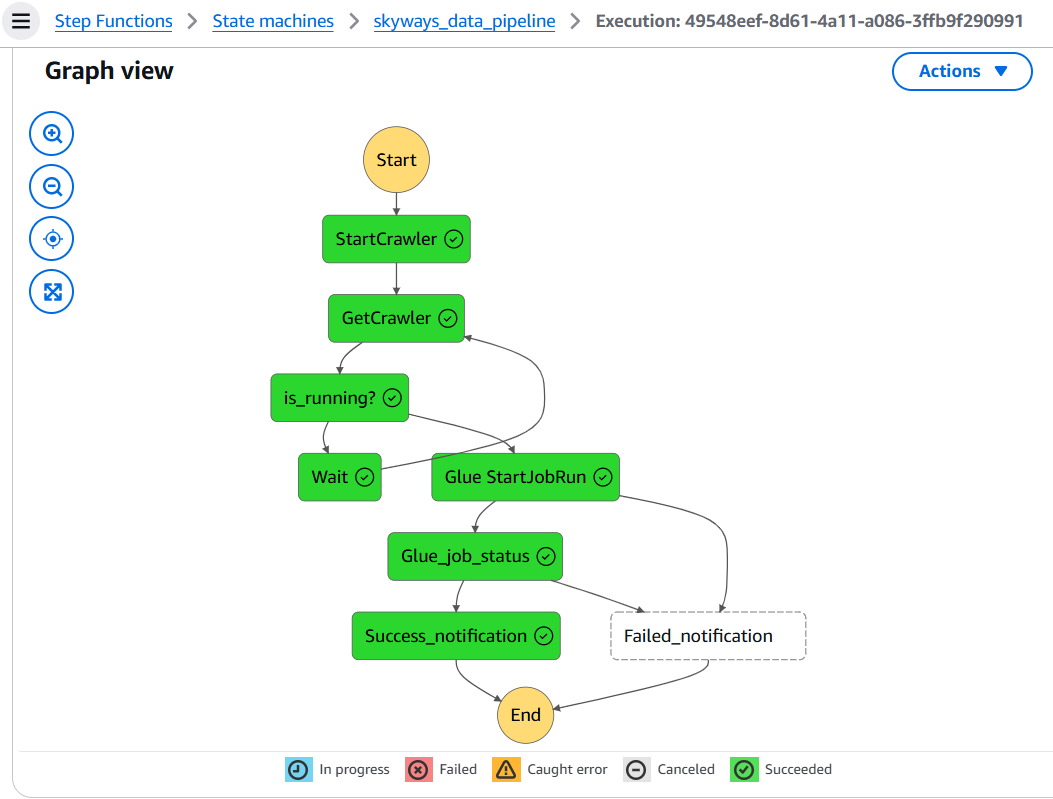 Step Functions > State machines > skyways_data_pipeline > Execution: 49548eef-8d61-4a11-a086-3ffb9f290991
Graph view
Actions
Start
StartCrawler
GetCrawler
is_running?
Wait
Glue StartJobRun
Glue_job_status
Success_notification
Failed_notification
End
In progress
Failed
Caught error
Canceled
Succeeded